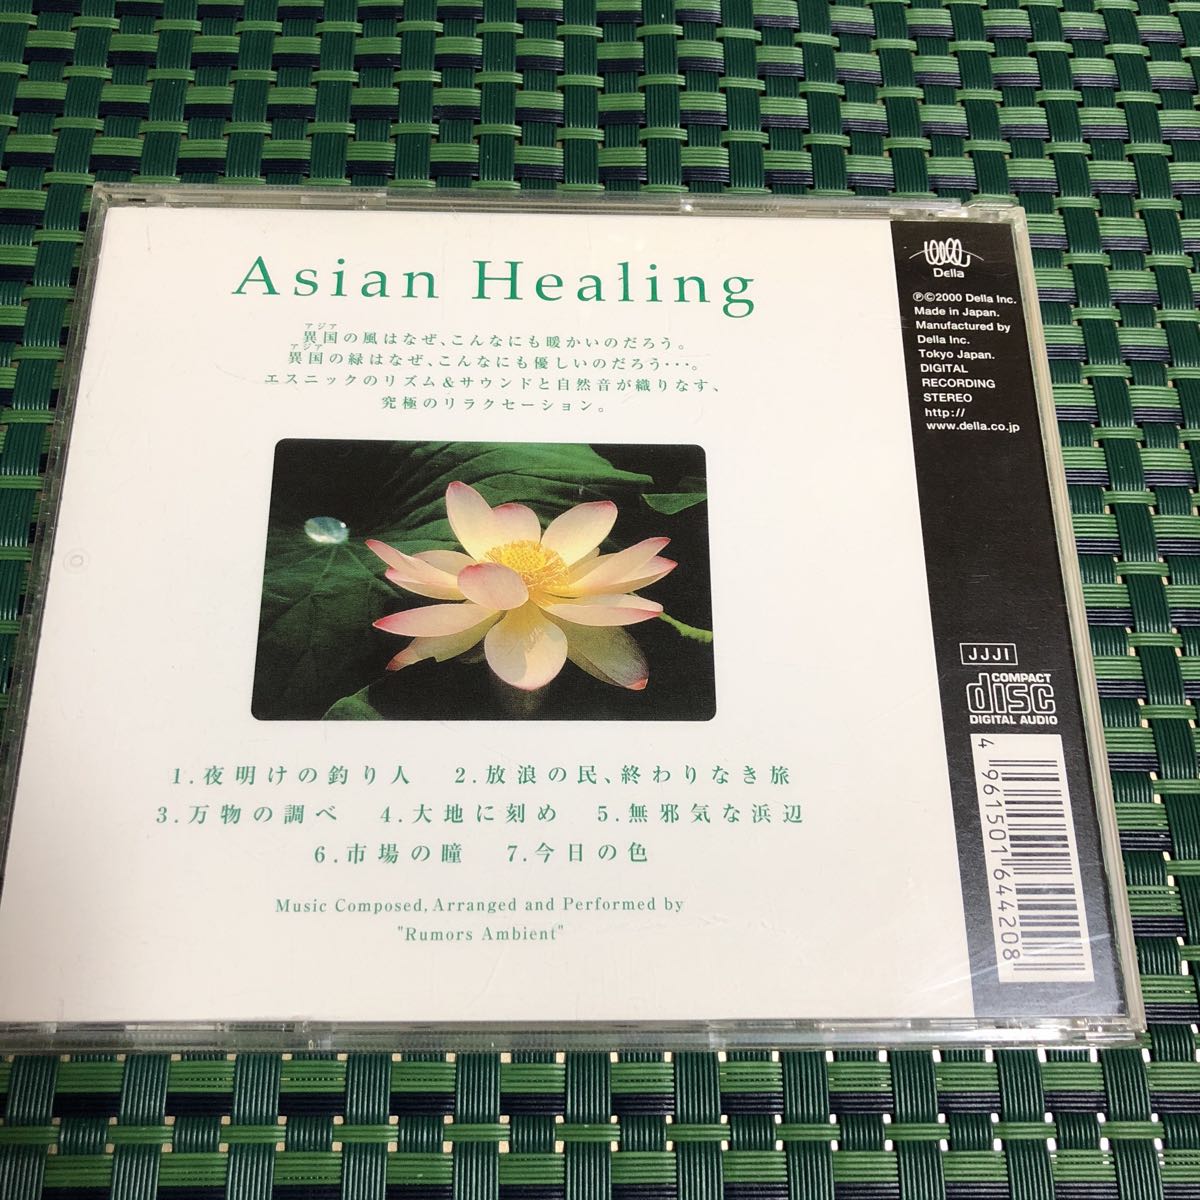 Asian Healing
アジア
異国の風はなぜ、こんなにも暖かいのだろう。
アジア
異国の緑はなぜ、こんなにも優しいのだろう･･･。
エスニックのリズム&サウンドと自然音が織りなす、
究極のリラクセーション。
1.夜明けの釣り人 2.放浪の民、終わりなき旅
3.万物の調べ 4.大地に刻め 5.無邪気な浜辺
6.市場の瞳 7.今日の色
Music Composed, Arranged and Performed by
"Rumors Ambient"
Della
℗©2000 Della Inc.
Made in Japan.
Manufactured by
Della Inc.
Tokyo Japan.
DIGITAL
RECORDING
STEREO
http://
www.della.co.jp
JJJI
COMPACT
disc
DIGITAL AUDIO
4 961501 644208